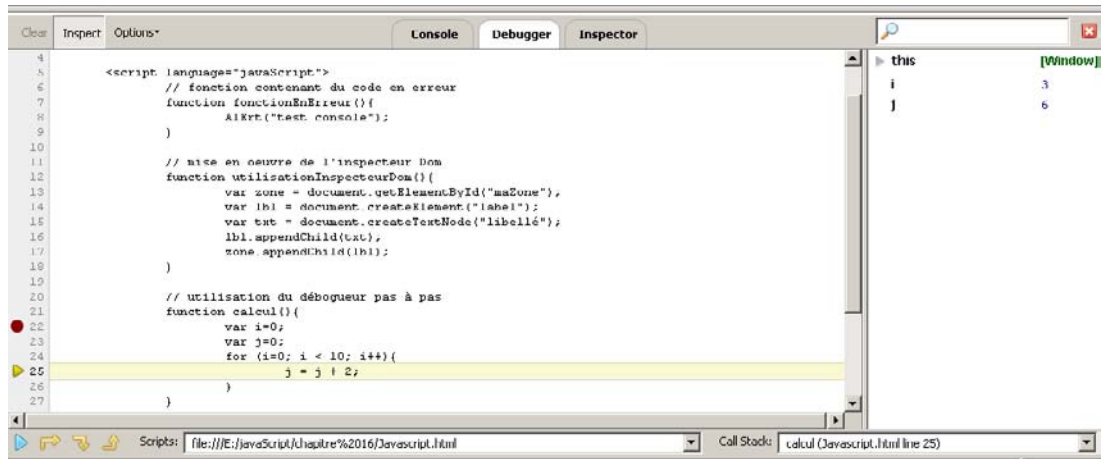 Clear Inspect Options Console Debugger Inspector
4
5 <script language="javaScript">
6 // fonction contenant du code en erreur
7 function fonctionEnErreur(){
8 AlErt("test console");
9 }
10
11 // mise en oeuvre de l'inspecteur Dom
12 function utilisationInspecteurDom(){
13 var zone = document.getElementById("maZone");
14 var lbl = document.createElement("label");
15 var txt = document.createTextNode("libellé");
16 lbl.appendChild(txt);
17 zone.appendChild(lbl);
18 }
19
20 // utilisation du débogueur pas à pas
21 function calcul(){
22 var i=0;
23 var j=0;
24 for (i=0; i < 10; i++){
25 j = j + 2;
26 }
27 }
this [Window]
i 3
j 6
Scripts: file:///E:/javaScript/chapitre%2016/Javascript.html Call Stack: calcul (Javascript.html line 25)